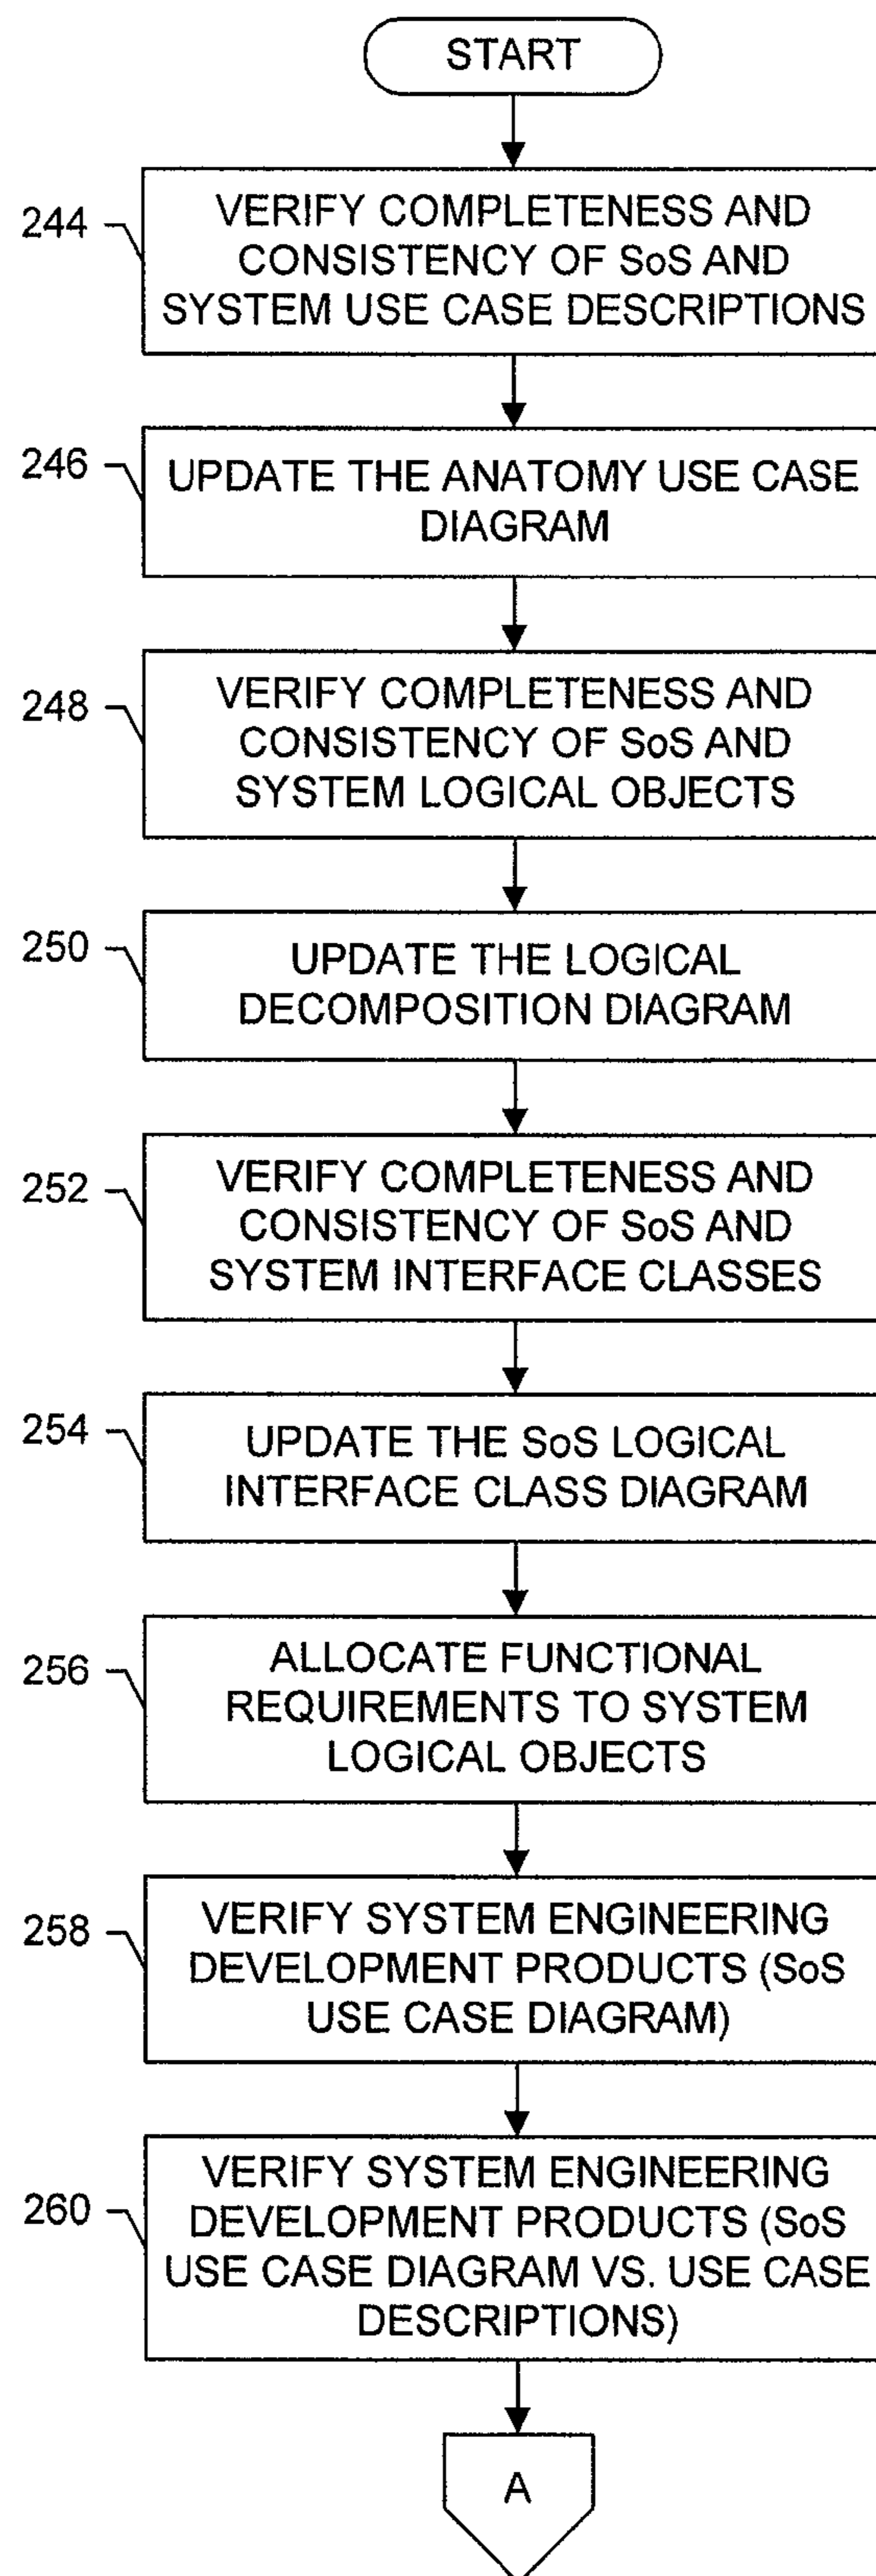 START
244
VERIFY COMPLETENESS AND
CONSISTENCY OF SoS AND
SYSTEM USE CASE DESCRIPTIONS
246
UPDATE THE ANATOMY USE CASE
DIAGRAM
248
VERIFY COMPLETENESS AND
CONSISTENCY OF SoS AND
SYSTEM LOGICAL OBJECTS
250
UPDATE THE LOGICAL
DECOMPOSITION DIAGRAM
252
VERIFY COMPLETENESS AND
CONSISTENCY OF SoS AND
SYSTEM INTERFACE CLASSES
254
UPDATE THE SoS LOGICAL
INTERFACE CLASS DIAGRAM
256
ALLOCATE FUNCTIONAL
REQUIREMENTS TO SYSTEM
LOGICAL OBJECTS
258
VERIFY SYSTEM ENGINEERING
DEVELOPMENT PRODUCTS (SoS
USE CASE DIAGRAM)
260
VERIFY SYSTEM ENGINEERING
DEVELOPMENT PRODUCTS (SoS
USE CASE DIAGRAM VS. USE CASE
DESCRIPTIONS)
A